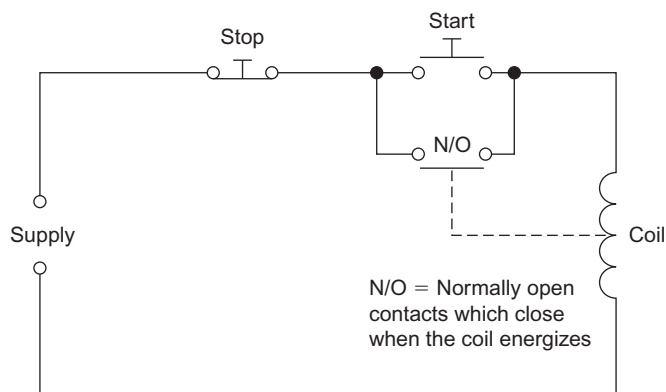 Stop
Start
N/O
Supply
Coil
N/O = Normally open
contacts which close
when the coil energizes